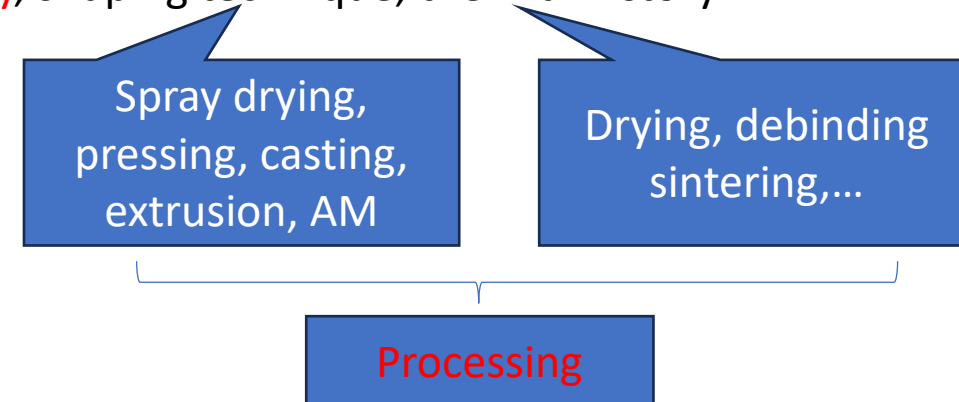 Spray drying,
pressing, casting,
extrusion, AM
Drying, debinding
sintering,…
Processing